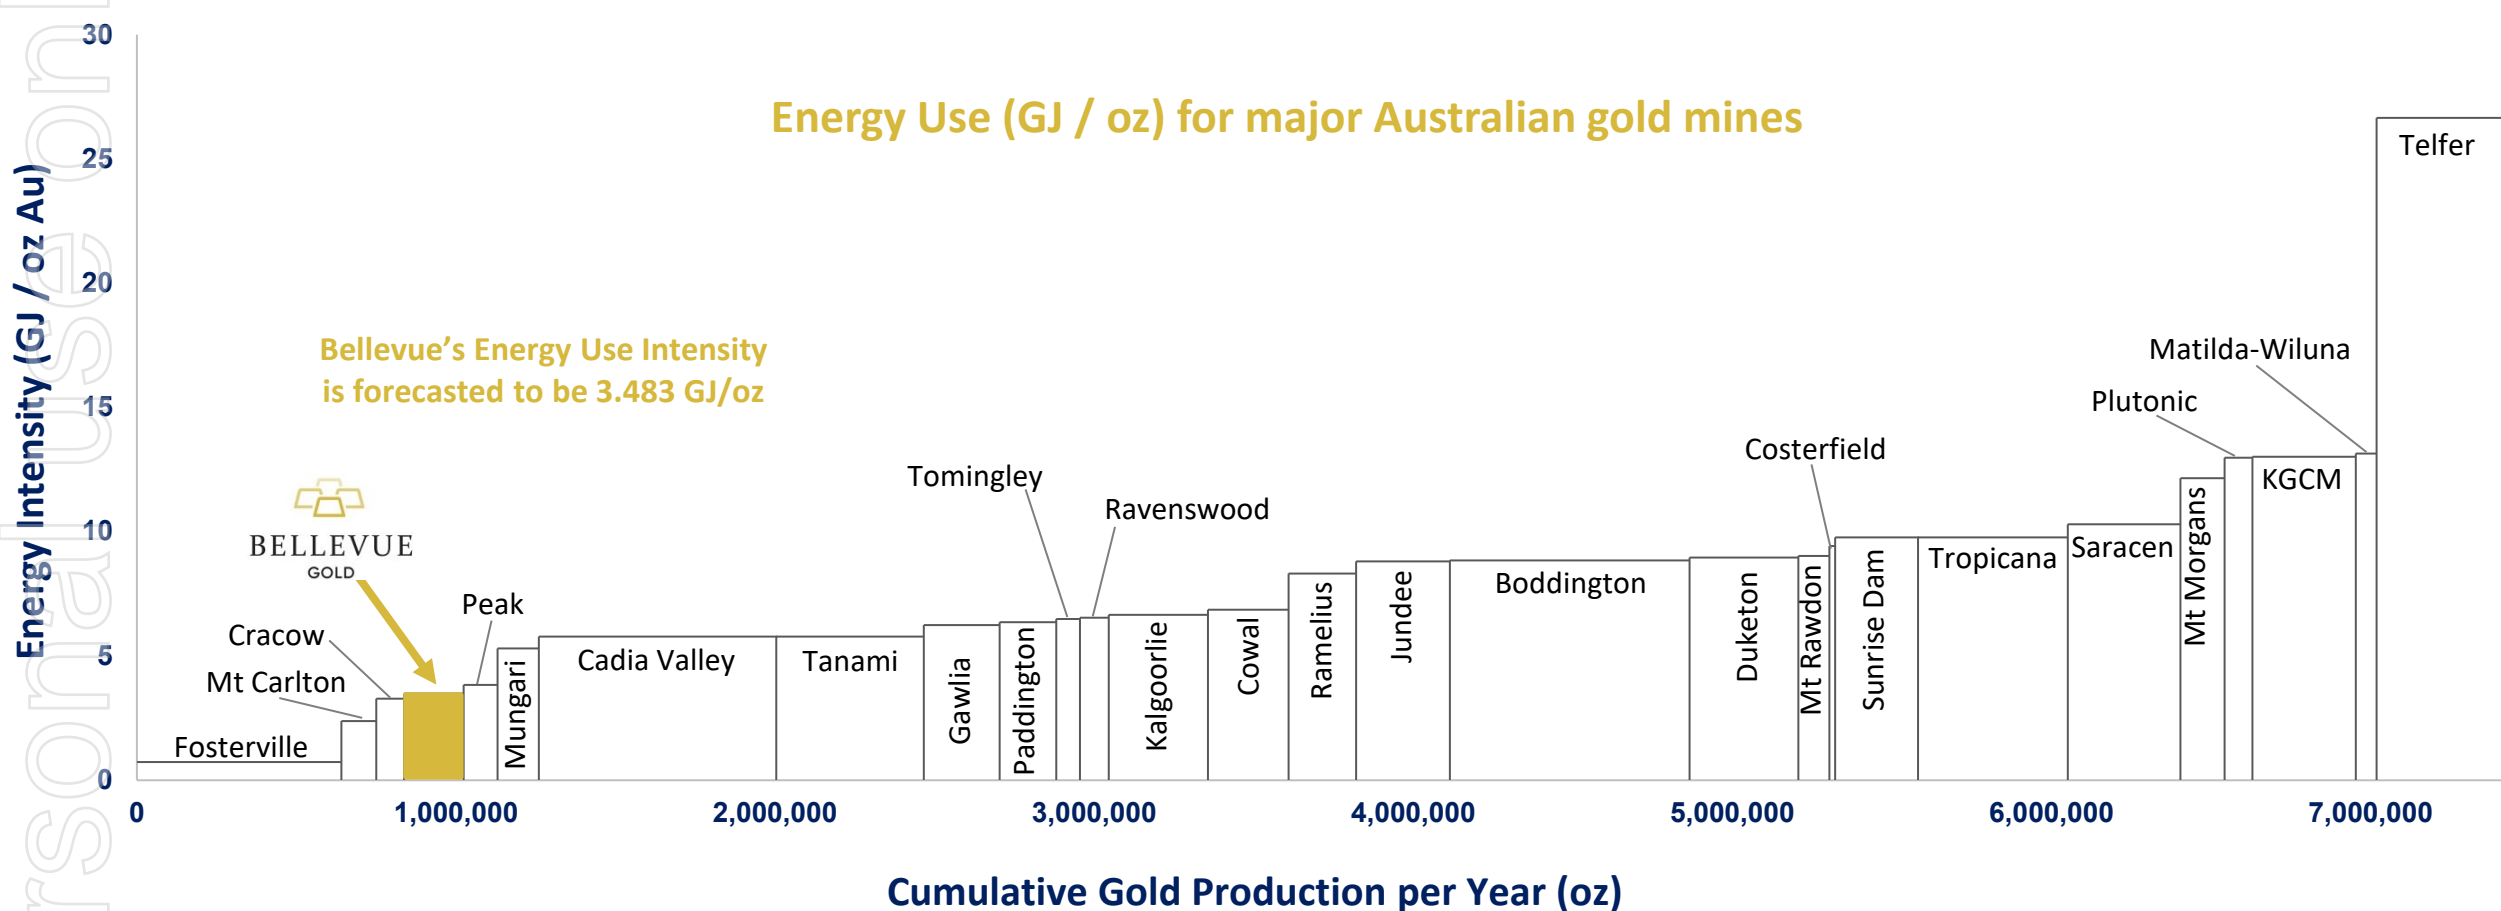 Energy Use (GJ / oz) for major Australian gold mines
Energy Intensity (GJ / oz Au)
30
25
20
15
10
5
0
Bellevue's Energy Use Intensity
is forecasted to be 3.483 GJ/oz
BELLEVUE
GOLD
Fosterville
Mt Carlton
Cracow
Peak
Mungari
Cadia Valley
Tanami
Gawlia
Paddington
Tomingley
Ravenswood
Kalgoorlie
Cowal
Ramelius
Jundee
Boddington
Duketon
Mt Rawdon
Costerfield
Sunrise Dam
Tropicana
Saracen
Mt Morgans
Plutonic
KGCM
Matilda-Wiluna
Telfer
0
1,000,000
2,000,000
3,000,000
4,000,000
5,000,000
6,000,000
7,000,000
Cumulative Gold Production per Year (oz)
rsonal use onl